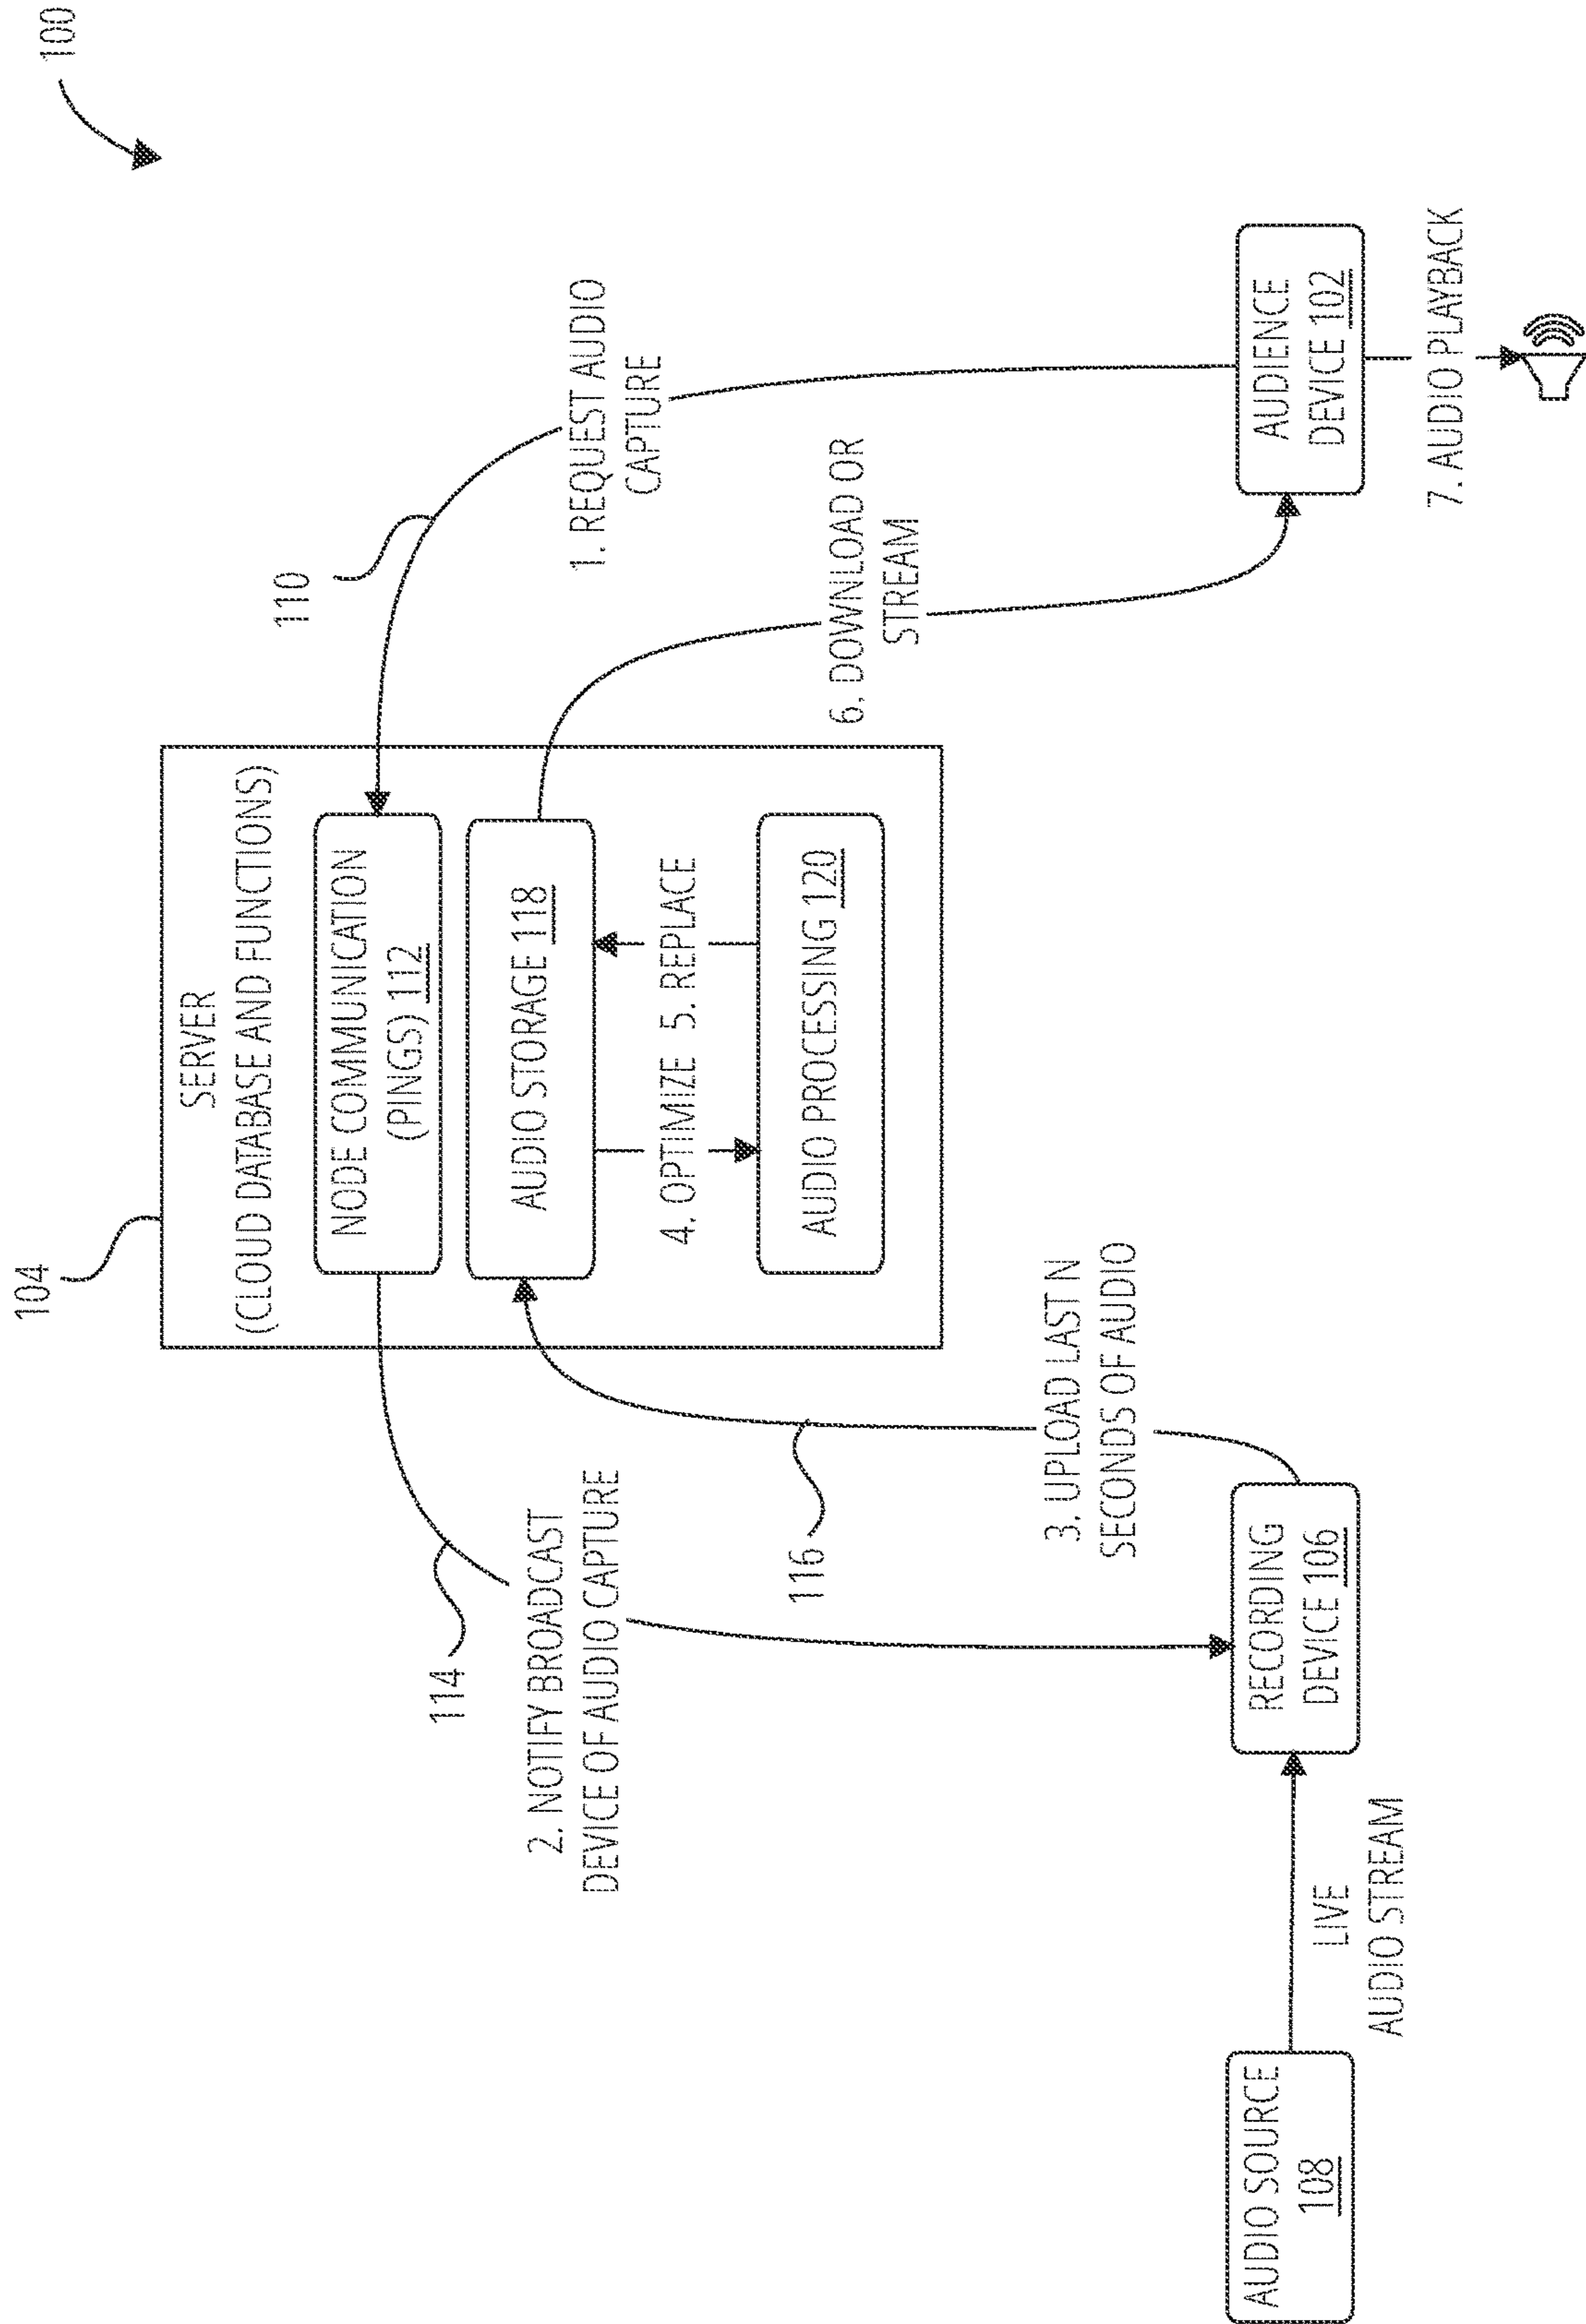 100
104
SERVER
(CLOUD DATABASE AND FUNCTIONS)
NODE COMMUNICATION
(PINGS) 112
110
114
AUDIO STORAGE 118
1. REQUEST AUDIO
CAPTURE
2. NOTIFY BROADCAST
DEVICE OF AUDIO CAPTURE
4. OPTIMIZE 5. REPLACE
116
AUDIO PROCESSING 120
6. DOWNLOAD OR
STREAM
3. UPLOAD LAST N
SECONDS OF AUDIO
AUDIO SOURCE
108
LIVE
AUDIO STREAM
RECORDING
DEVICE 106
AUDIENCE
DEVICE 102
7. AUDIO PLAYBACK